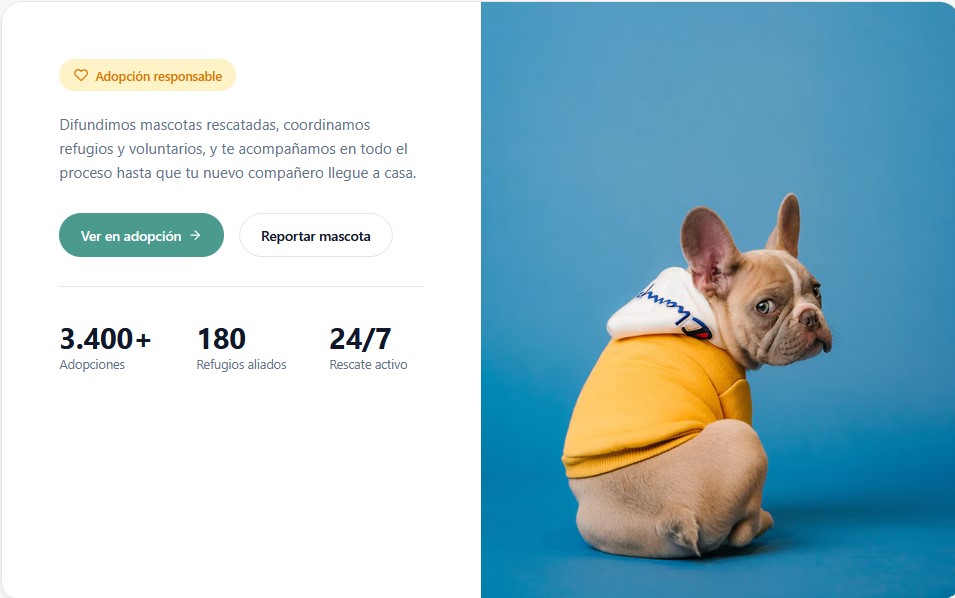 Adopción responsable
Difundimos mascotas rescatadas, coordinamos
refugios y voluntarios, y te acompañamos en todo el
proceso hasta que tu nuevo compañero llegue a casa.
Ver en adopción →
Reportar mascota
3.400+
Adopciones
180
Refugios aliados
24/7
Rescate activo
Champion